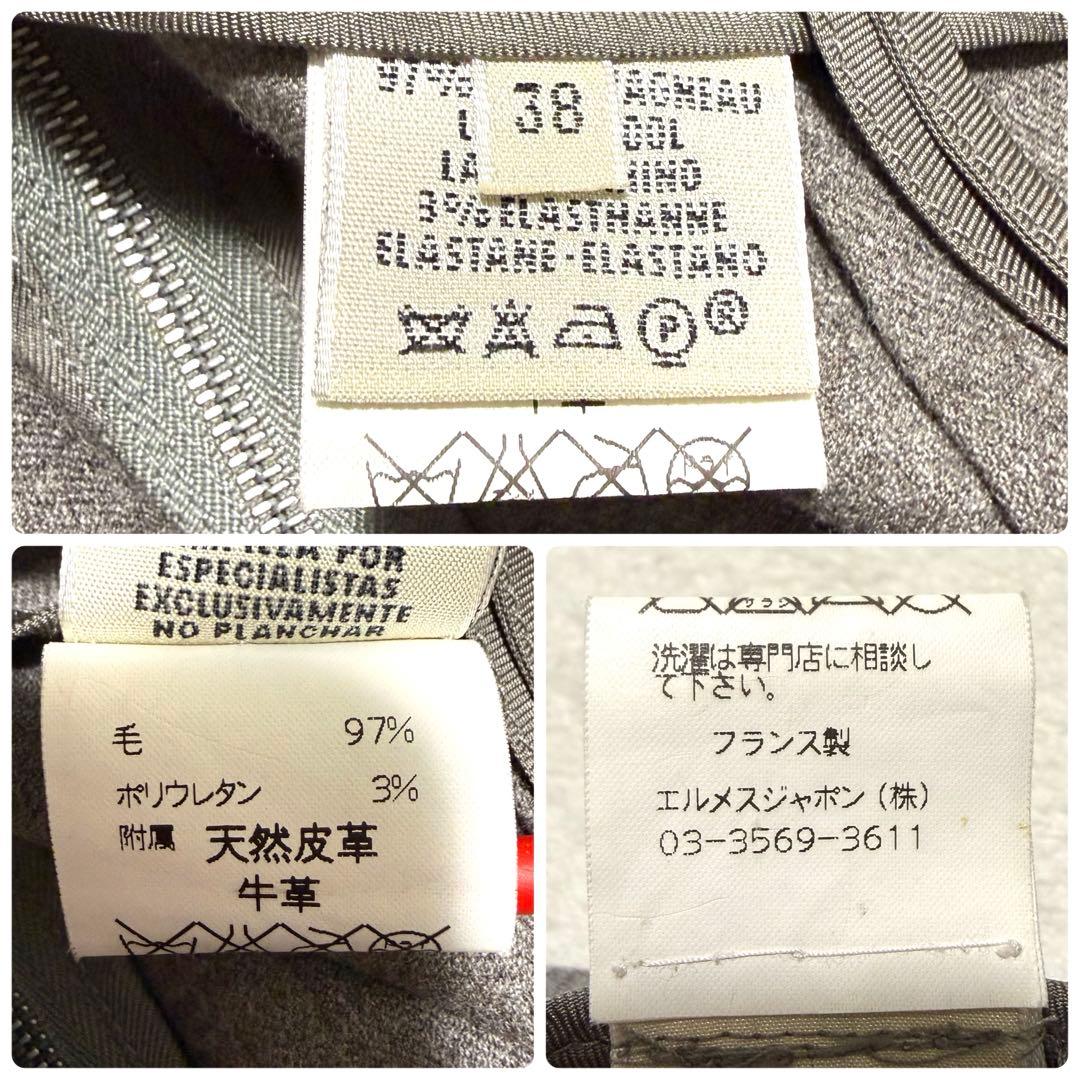 97%
AGNEAU
38
3% ELASTHANNE
ELASTANE-ELASTANO
P
®
POR
ESPECIALISTAS
EXCLUSIVAMENTE
NO PLANCHAR
毛 97%
ポリウレタン 3%
附属 天然皮革
牛革
洗濯は専門店に相談し
て下さい。
フランス製
エルメスジャポン(株)
03-3569-3611